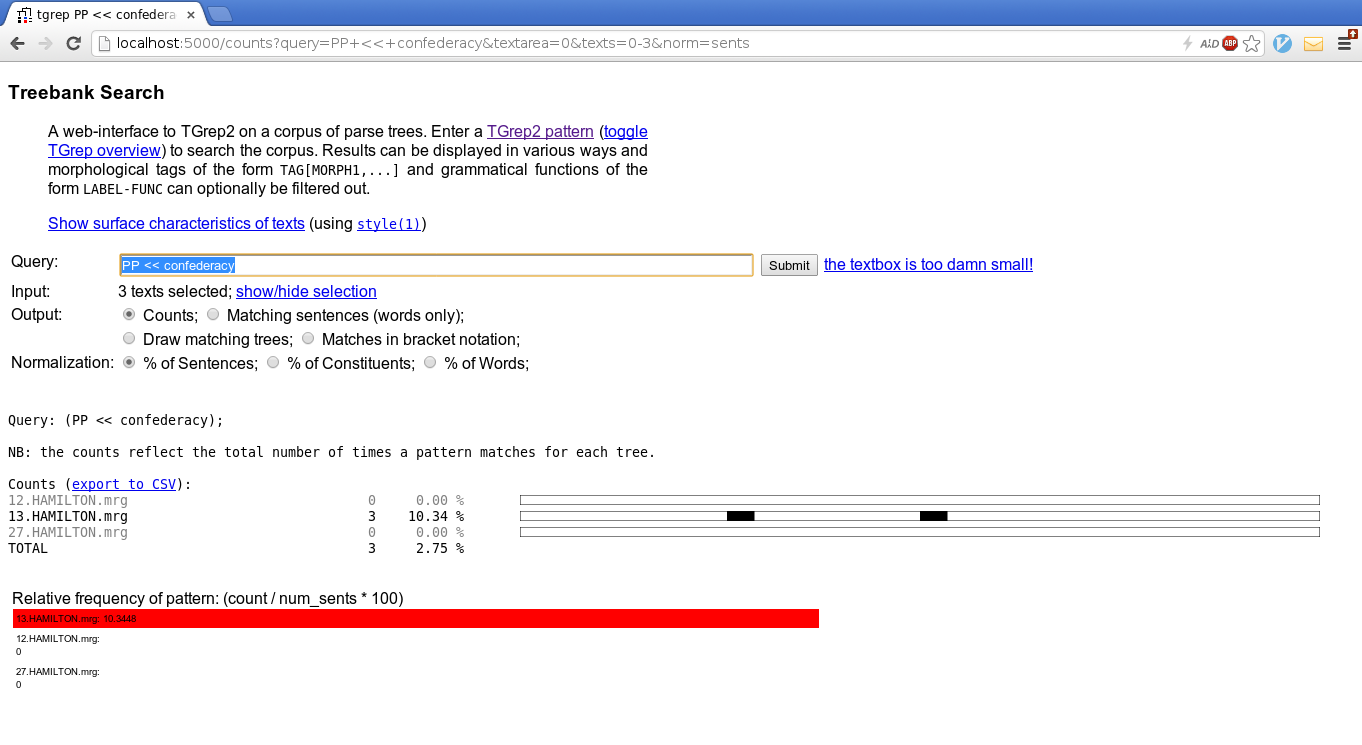 tgrep PP << confedera
localhost:5000/counts?query=PP+<<+confederacy&textarea=0&texts=0-3&norm=sents
A!D ABP
Treebank Search
A web-interface to TGrep2 on a corpus of parse trees. Enter a TGrep2 pattern (toggle
TGrep overview) to search the corpus. Results can be displayed in various ways and
morphological tags of the form TAG[MORPH1,...] and grammatical functions of the
form LABEL-FUNC can optionally be filtered out.
Show surface characteristics of texts (using style(1))
Query: PP << confederacy Submit the textbox is too damn small!
Input: 3 texts selected; show/hide selection
Output: Counts; Matching sentences (words only);
Draw matching trees; Matches in bracket notation;
Normalization: % of Sentences; % of Constituents; % of Words;
Query: (PP << confederacy);
NB: the counts reflect the total number of times a pattern matches for each tree.
Counts (export to CSV):
12.HAMILTON.mrg 0 0.00 %
13.HAMILTON.mrg 3 10.34 %
27.HAMILTON.mrg 0 0.00 %
TOTAL 3 2.75 %
Relative frequency of pattern: (count / num_sents * 100)
13.HAMILTON.mrg: 10.3448
12.HAMILTON.mrg:
0
27.HAMILTON.mrg:
0